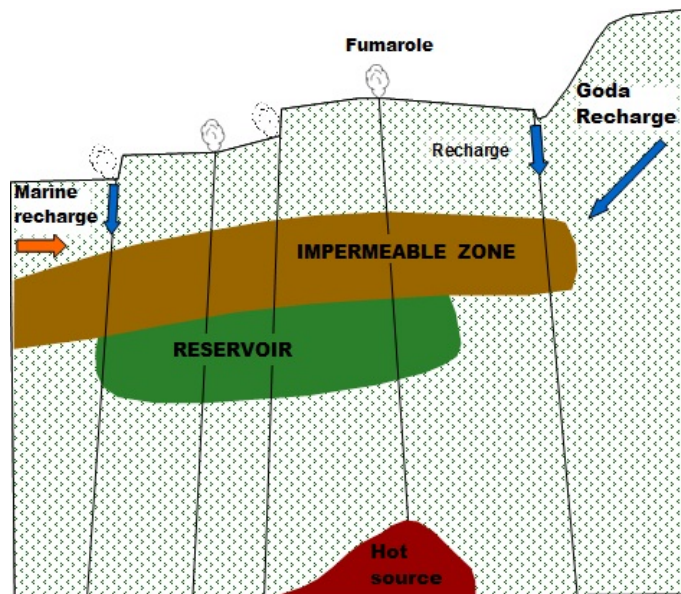 Fumarole
Goda
Recharge
Recharge
Marine
recharge
IMPERMEABLE ZONE
RESERVOIR
Hot
source